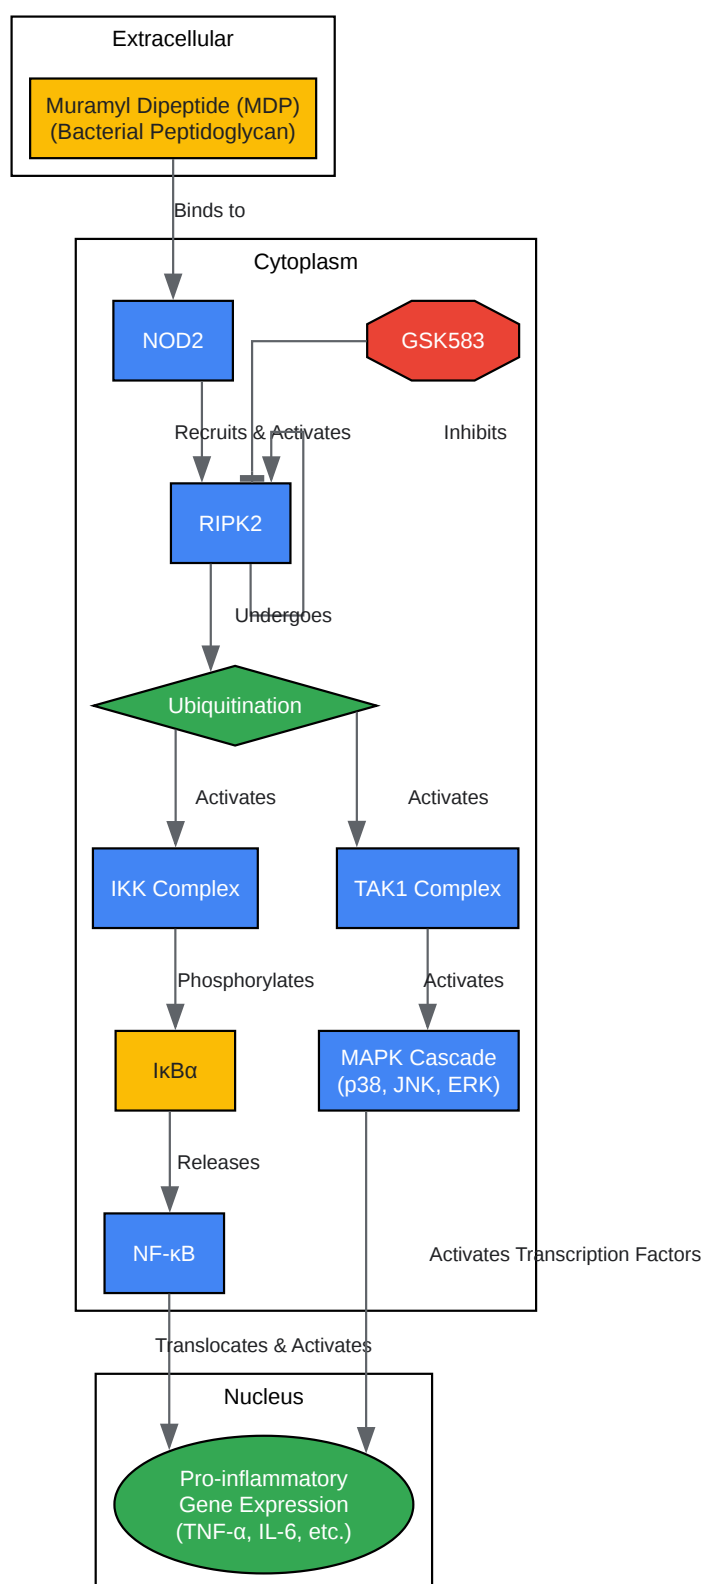 Extracellular
Muramyl Dipeptide (MDP)
(Bacterial Peptidoglycan)
Binds to
Cytoplasm
NOD2
GSK583
Recruits & Activates
Inhibits
RIPK2
Undergoes
Ubiquitination
Activates
Activates
IKK Complex
TAK1 Complex
Phosphorylates
Activates
IκBα
MAPK Cascade
(p38, JNK, ERK)
Releases
NF-κB
Activates Transcription Factors
Translocates & Activates
Nucleus
Pro-inflammatory
Gene Expression
(TNF-α, IL-6, etc.)